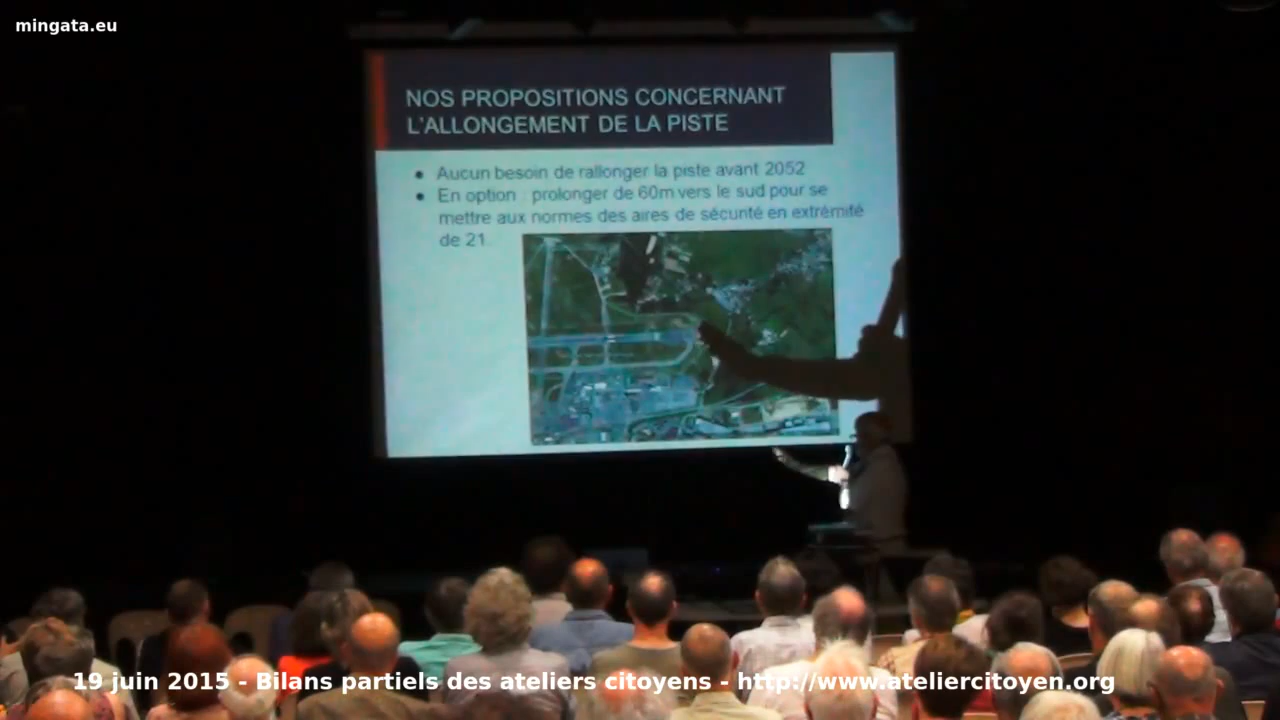 mingata.eu
NOS PROPOSITIONS CONCERNANT
L'ALLONGEMENT DE LA PISTE
• Aucun besoin de rallonger la piste avant 2052
• En option : prolonger de 60m vers le sud pour se
mettre aux normes des aires de sécurité en extrémité
de 21.
19 juin 2015 - Bilans partiels des ateliers citoyens - http://www.ateliercitoyen.org